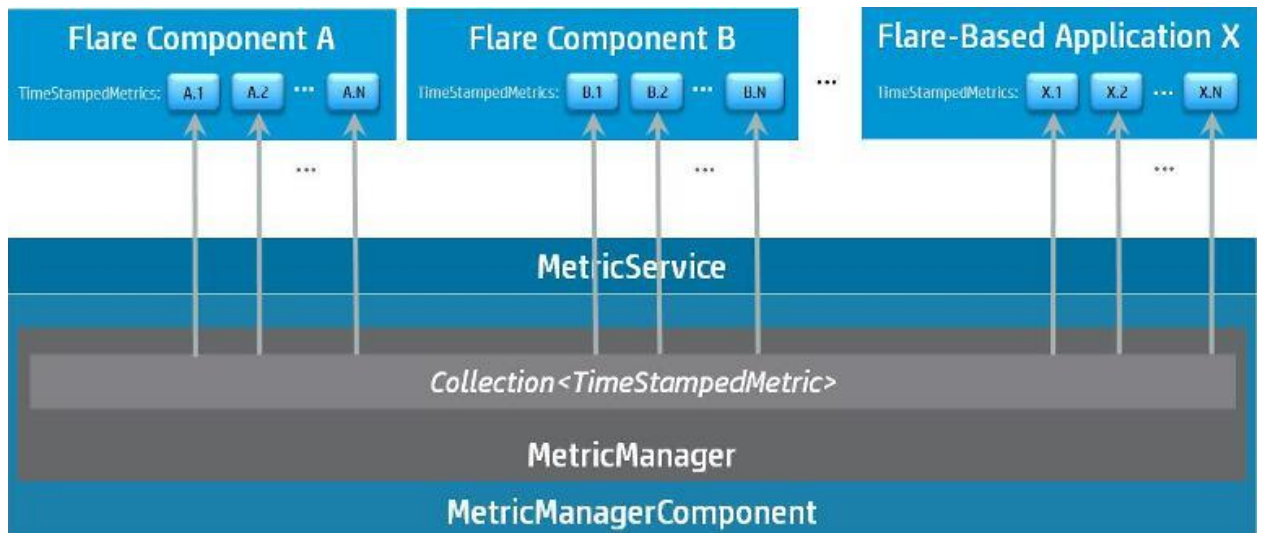 Flare Component A
TimeStampedMetrics: A.1 A.2 ... A.N
...
Flare Component B
TimeStampedMetrics: B.1 B.2 ... B.N
...
...
Flare-Based Application X
TimeStampedMetrics: X.1 X.2 ... X.N
...
MetricService
Collection<TimeStampedMetric>
MetricManager
MetricManagerComponent